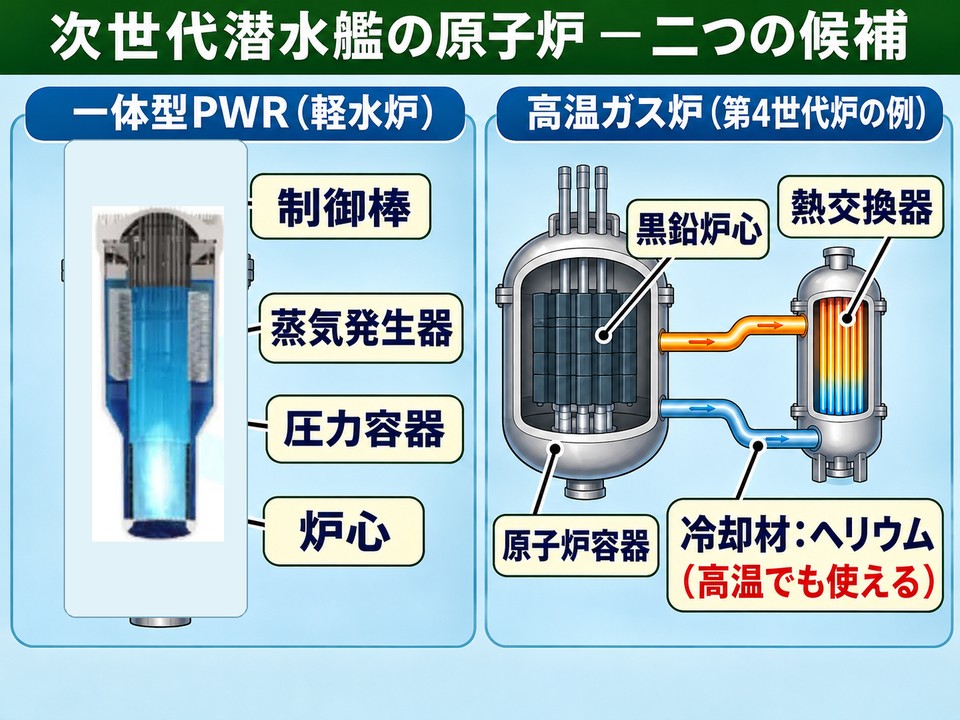 次世代潜水艦の原子炉 — 二つの候補
一体型PWR（軽水炉）
制御棒
蒸気発生器
圧力容器
炉心
高温ガス炉（第4世代炉の例）
黒鉛炉心
熱交換器
原子炉容器
冷却材：ヘリウム
（高温でも使える）